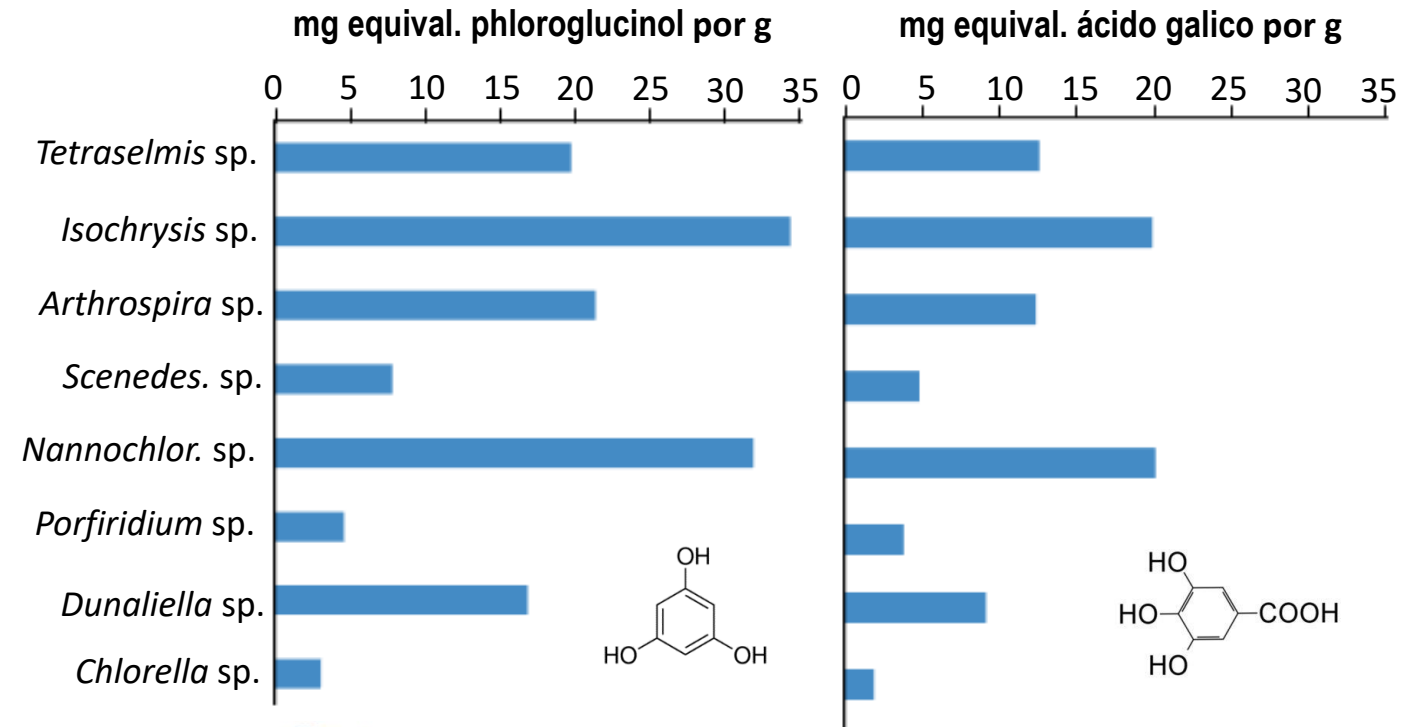 mg equival. phloroglucinol por g
mg equival. ácido galico por g
0 5 10 15 20 25 30 35
0 5 10 15 20 25 30 35
Tetraselmis sp.
Isochrysis sp.
Arthrospira sp.
Scenedes. sp.
Nannochlor. sp.
Porfiridium sp.
Dunaliella sp.
Chlorella sp.
OH
HO
OH
HO
HO
COOH
HO